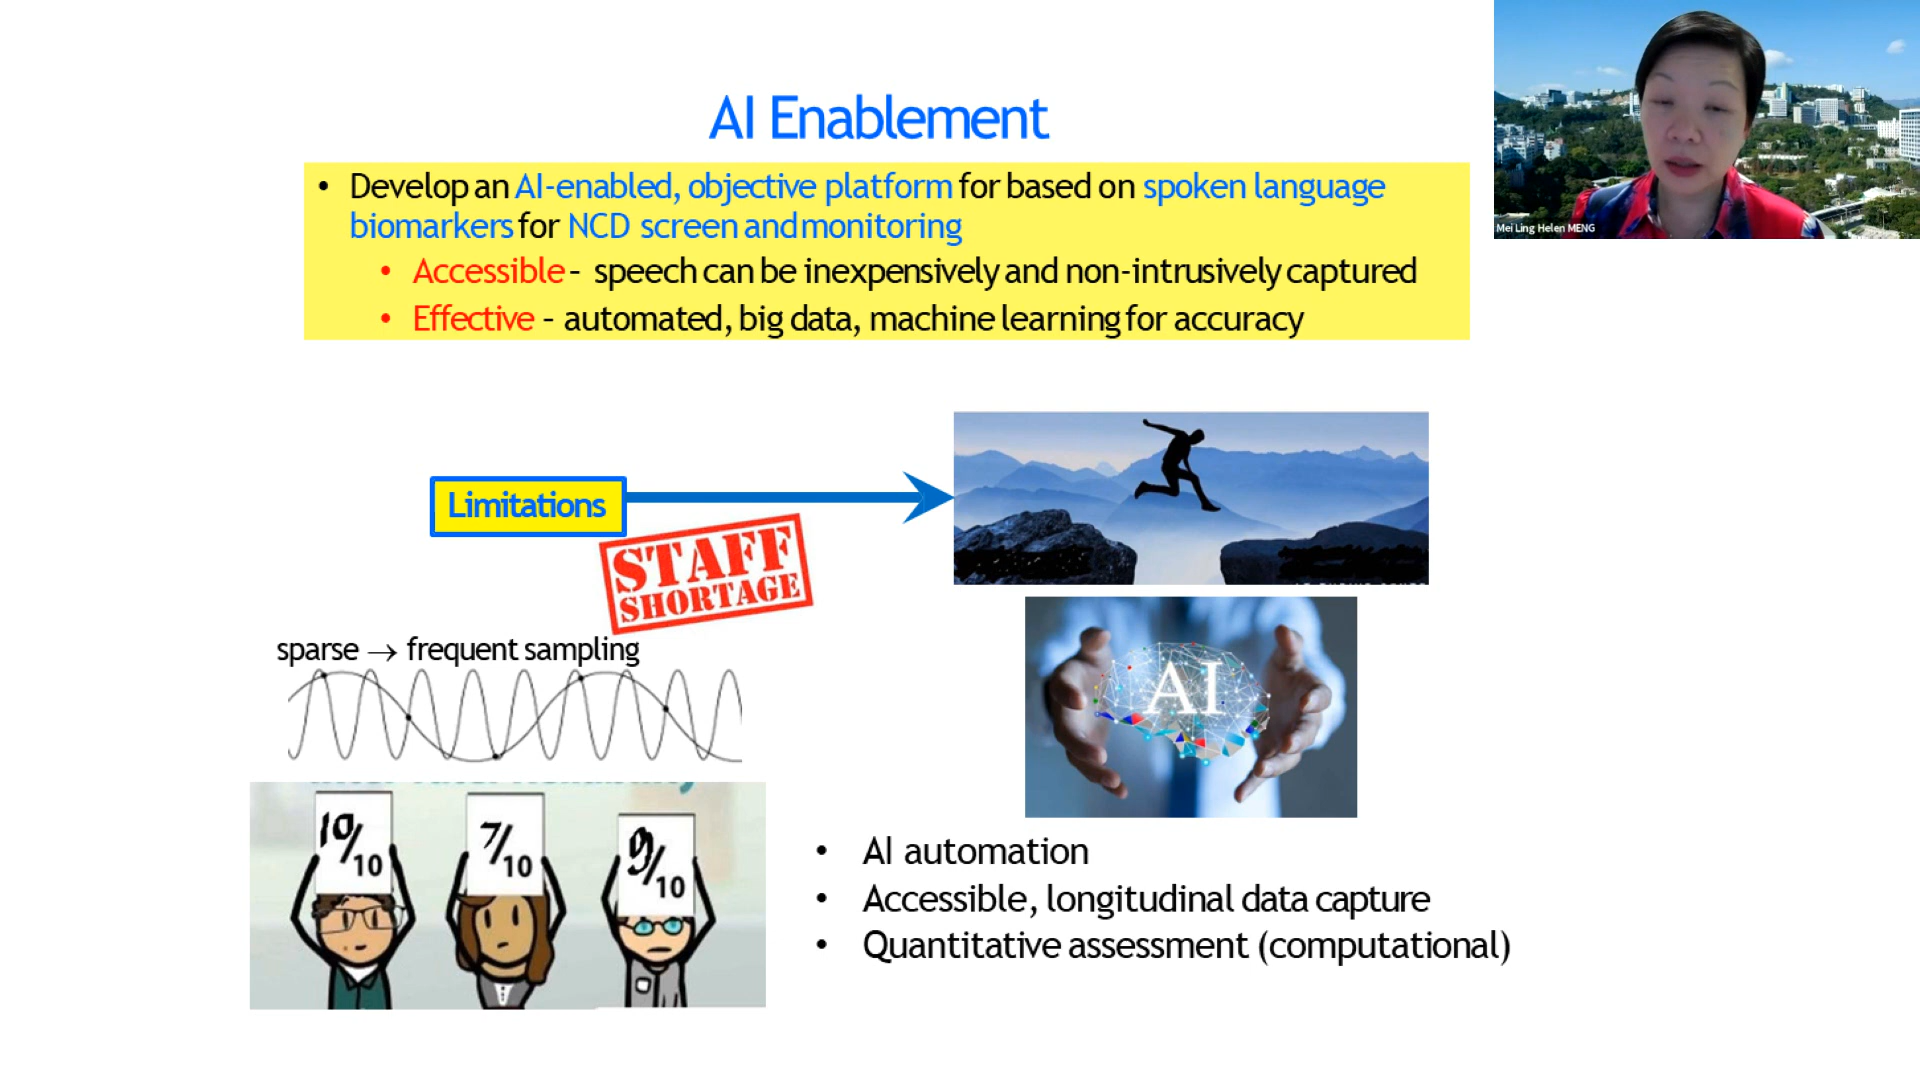 AI Enablement
• Develop an AI-enabled, objective platform for based on spoken language
biomarkers for NCD screen and monitoring
• Accessible – speech can be inexpensively and non-intrusively captured
• Effective – automated, big data, machine learning for accuracy
Mei Ling Helen MENG
Limitations
STAFF
SHORTAGE
sparse → frequent sampling
AI
10/10
7/10
9/10
• AI automation
• Accessible, longitudinal data capture
• Quantitative assessment (computational)